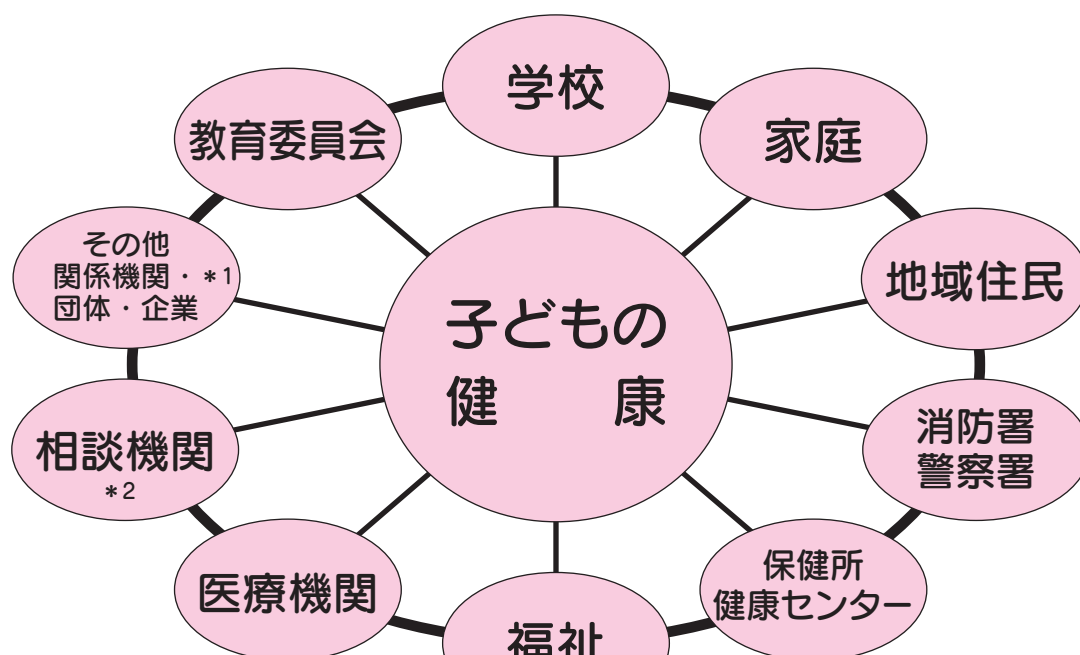 学校
教育委員会
家庭
その他
関係機関・*1
団体・企業
地域住民
子どもの
健 康
相談機関
*2
消防署
警察署
医療機関
保健所
健康センター
福祉